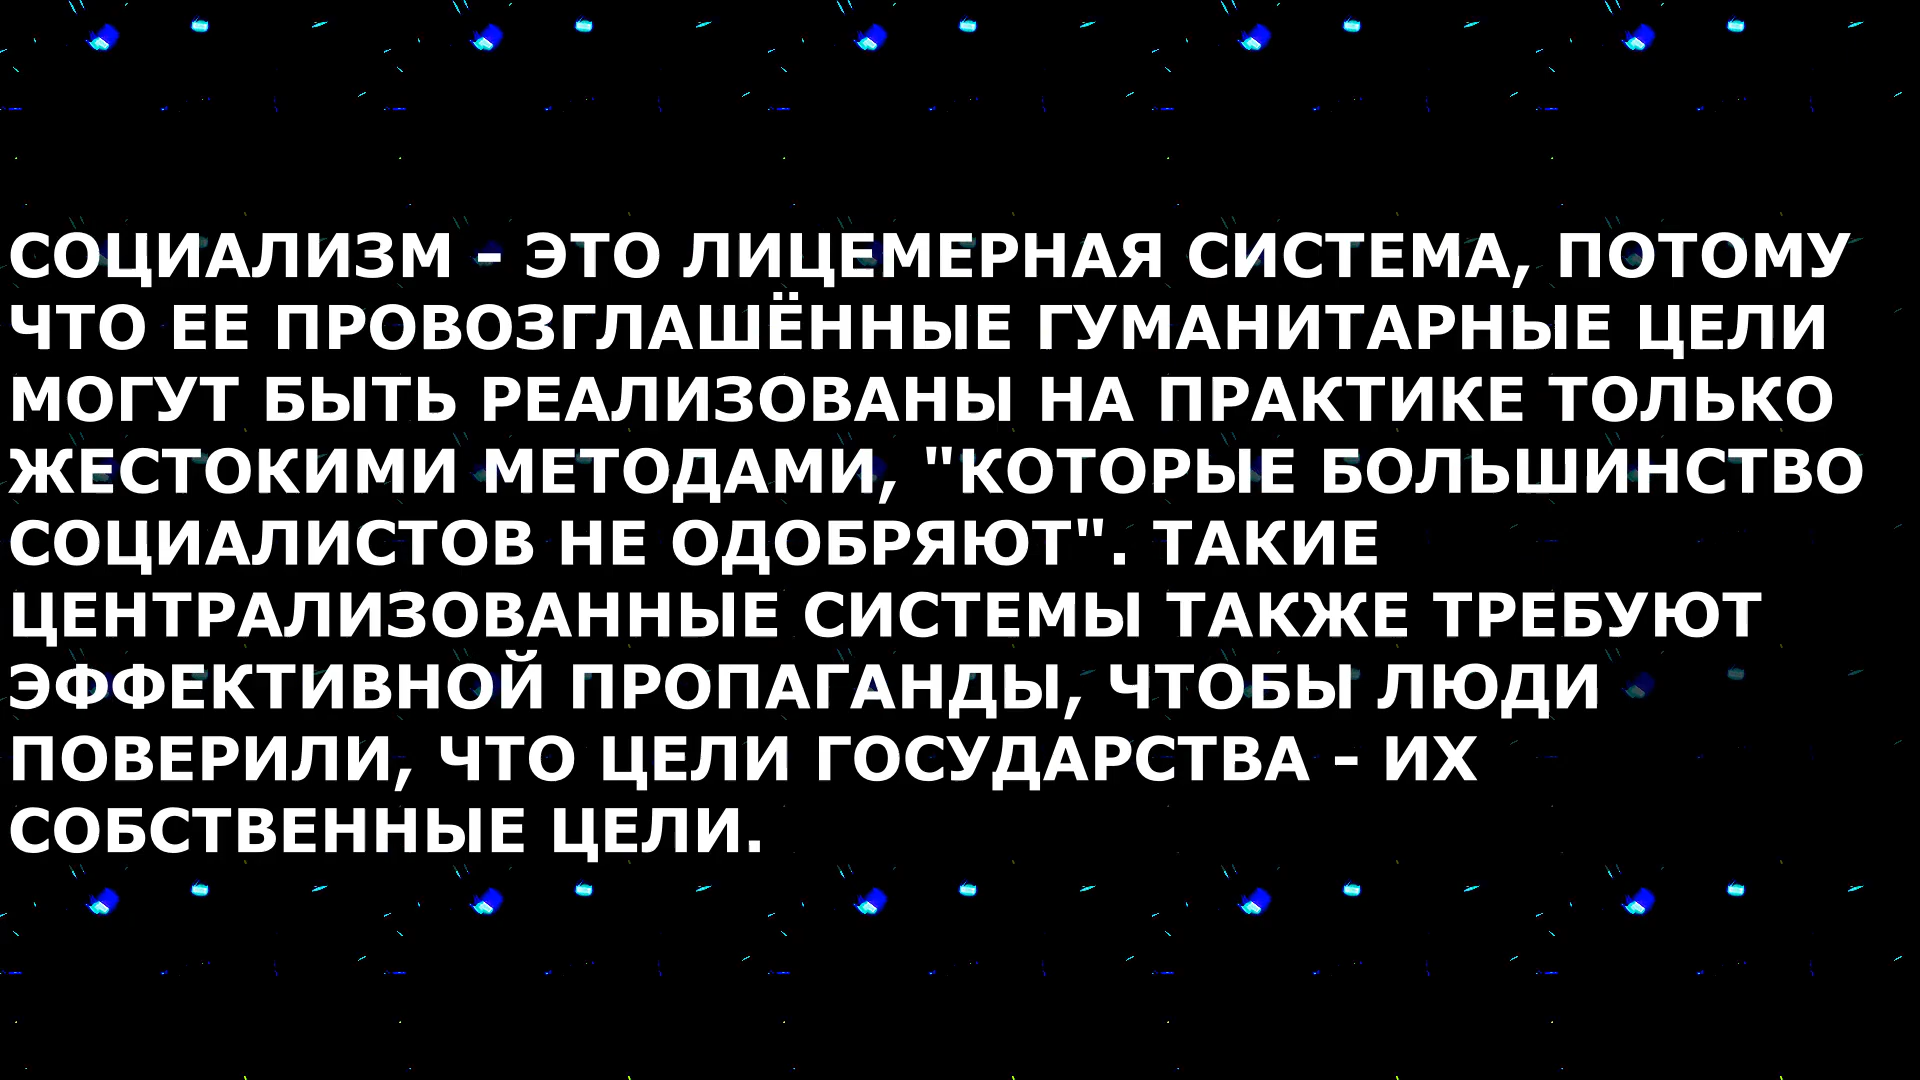 СОЦИАЛИЗМ – ЭТО ЛИЦЕМЕРНАЯ СИСТЕМА, ПОТОМУ
ЧТО ЕЕ ПРОВОЗГЛАШЁННЫЕ ГУМАНИТАРНЫЕ ЦЕЛИ
МОГУТ БЫТЬ РЕАЛИЗОВАНЫ НА ПРАКТИКЕ ТОЛЬКО
ЖЕСТОКИМИ МЕТОДАМИ, "КОТОРЫЕ БОЛЬШИНСТВО
СОЦИАЛИСТОВ НЕ ОДОБРЯЮТ". ТАКИЕ
ЦЕНТРАЛИЗОВАННЫЕ СИСТЕМЫ ТАКЖЕ ТРЕБУЮТ
ЭФФЕКТИВНОЙ ПРОПАГАНДЫ, ЧТОБЫ ЛЮДИ
ПОВЕРИЛИ, ЧТО ЦЕЛИ ГОСУДАРСТВА – ИХ
СОБСТВЕННЫЕ ЦЕЛИ.